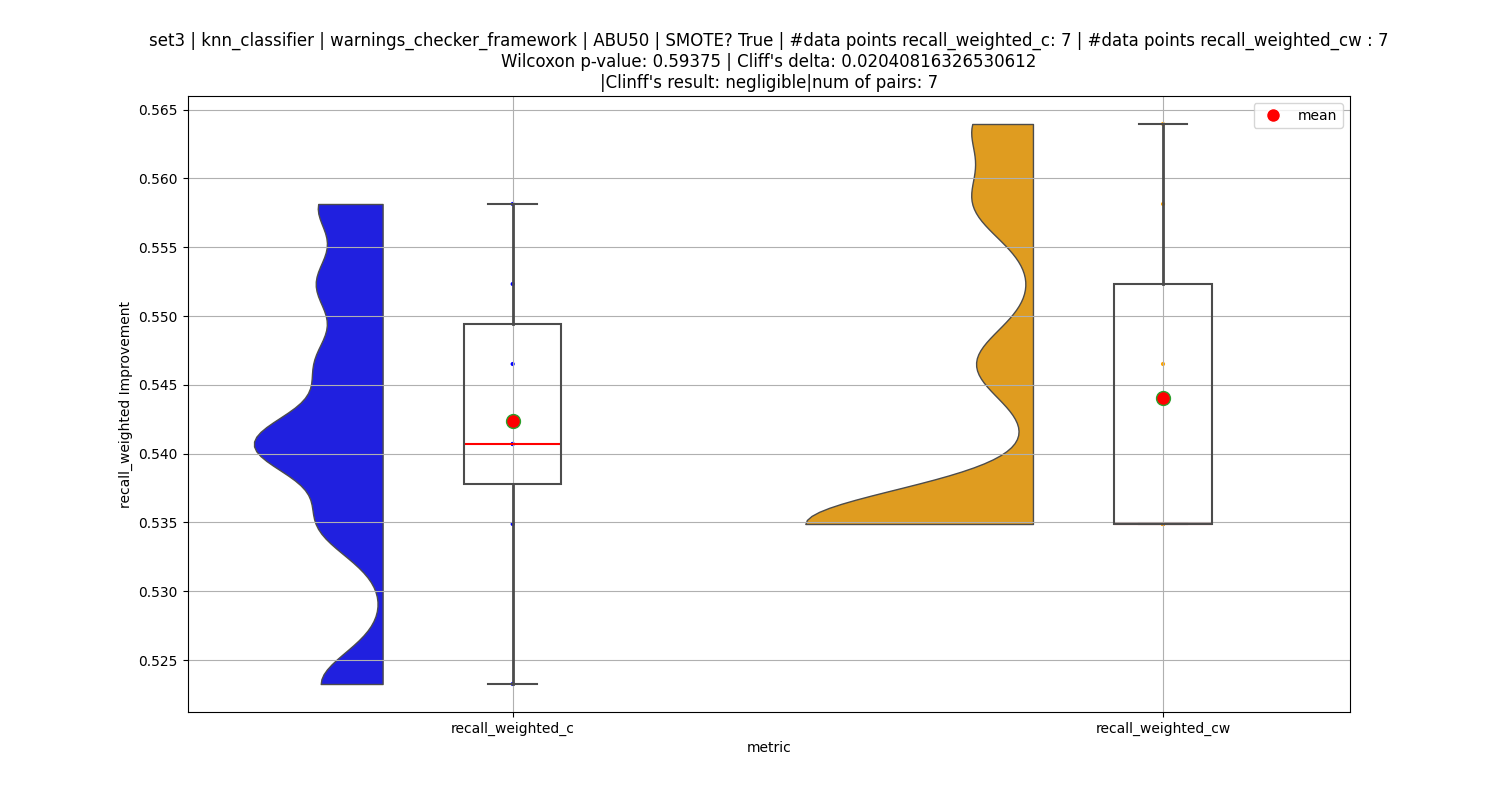 set3 | knn_classifier | warnings_checker_framework | ABU50 | SMOTE? True | #data points recall_weighted_c: 7 | #data points recall_weighted_cw : 7
Wilcoxon p-value: 0.59375 | Cliff's delta: 0.02040816326530612
|Clinff's result: negligible|num of pairs: 7
mean
0.565
0.560
0.555
0.550
0.545
0.540
0.535
0.530
0.525
recall_weighted Improvement
recall_weighted_c
recall_weighted_cw
metric